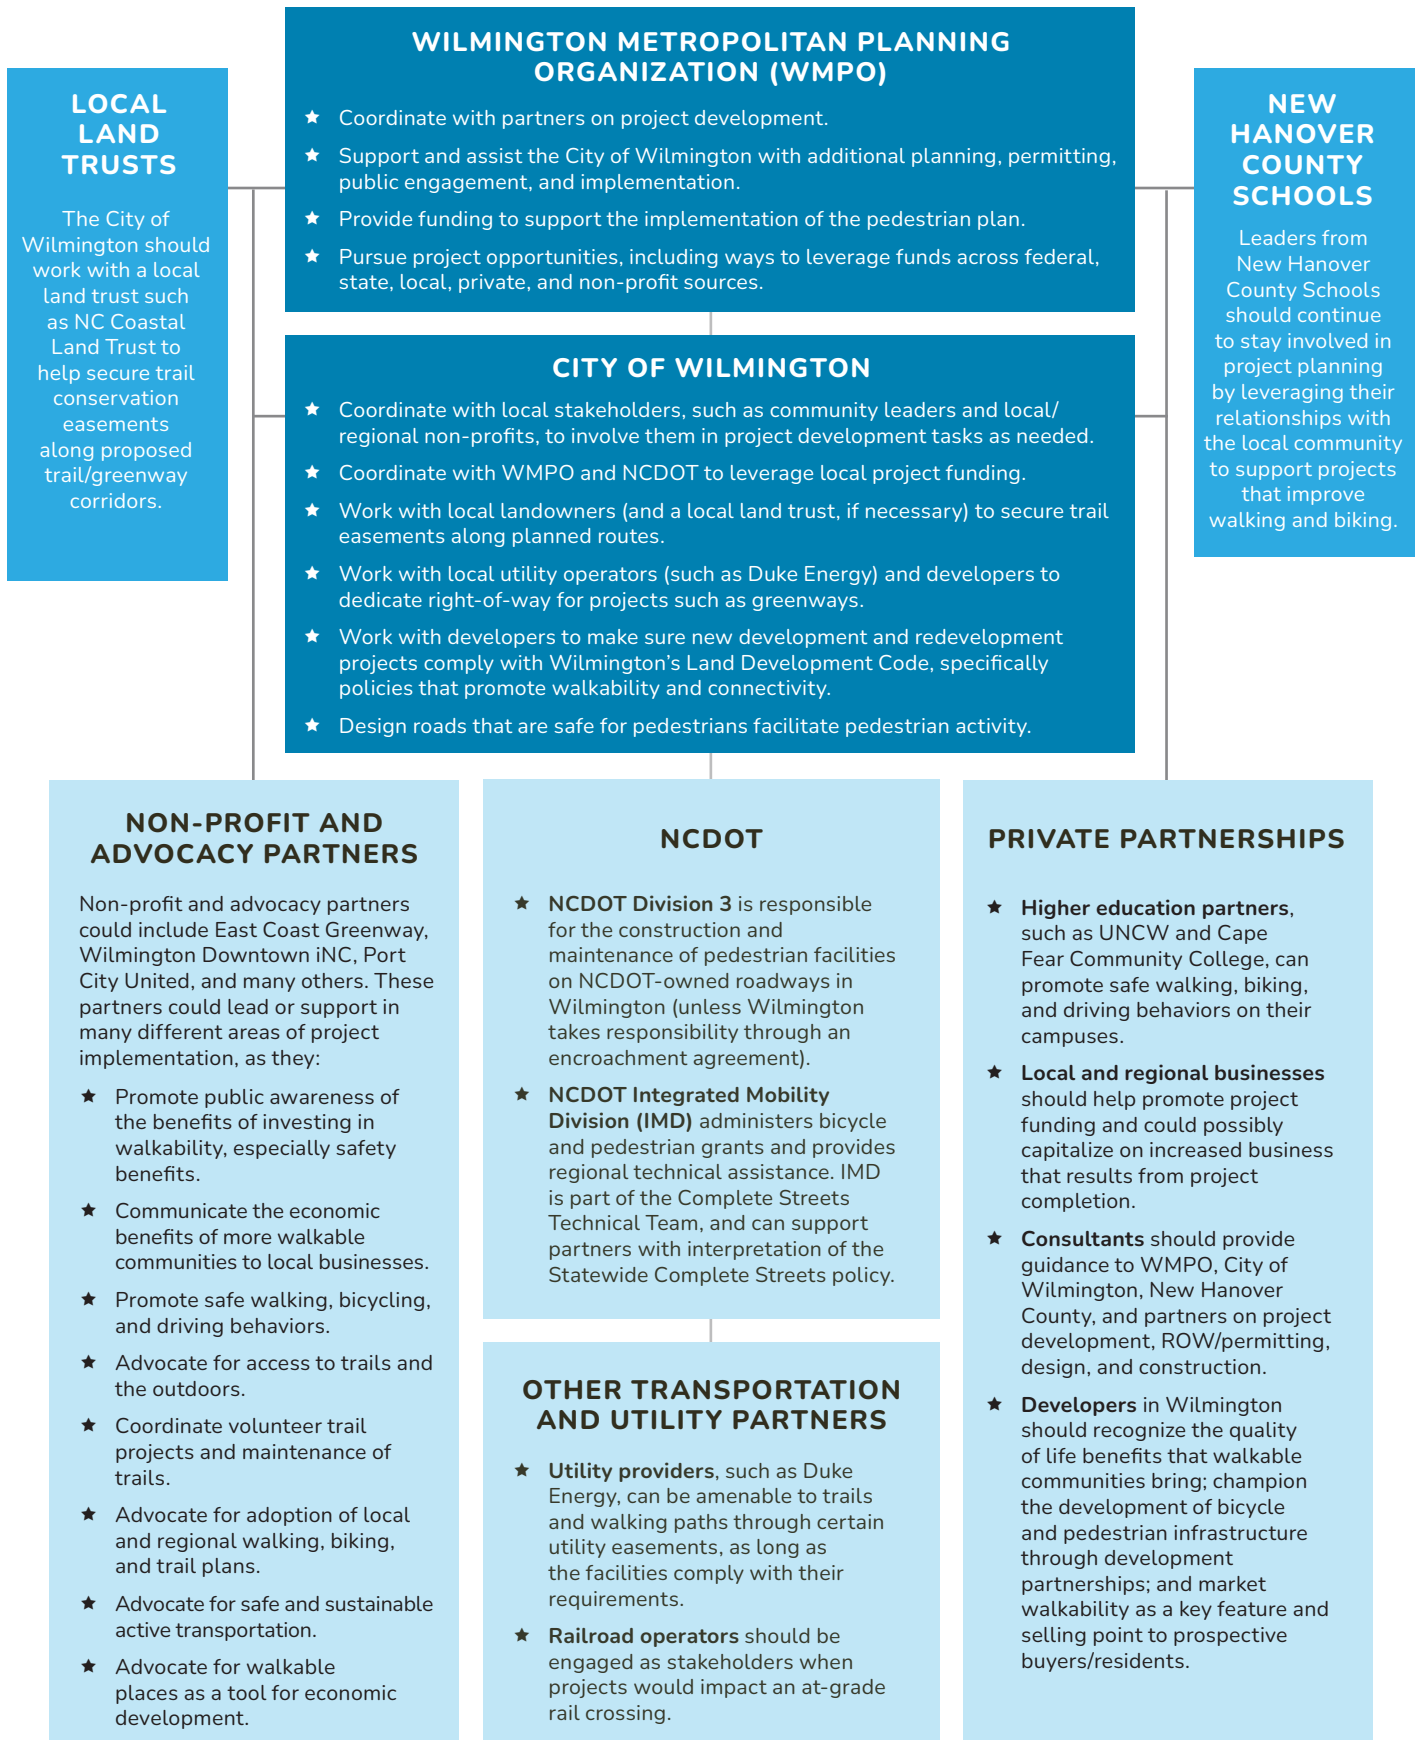 WILMINGTON METROPOLITAN PLANNING
ORGANIZATION (WMPO)
★ Coordinate with partners on project development.
★ Support and assist the City of Wilmington with additional planning, permitting,
public engagement, and implementation.
★ Provide funding to support the implementation of the pedestrian plan.
★ Pursue project opportunities, including ways to leverage funds across federal,
state, local, private, and non-profit sources.
LOCAL
LAND
TRUSTS
The City of
Wilmington should
work with a local
land trust such
as NC Coastal
Land Trust to
help secure trail
conservation
easements
along proposed
trail/greenway
corridors.
NEW
HANOVER
COUNTY
SCHOOLS
Leaders from
New Hanover
County Schools
should continue
to stay involved in
project planning
by leveraging their
relationships with
the local community
to support projects
that improve
walking and biking.
CITY OF WILMINGTON
★ Coordinate with local stakeholders, such as community leaders and local/
regional non-profits, to involve them in project development tasks as needed.
★ Coordinate with WMPO and NCDOT to leverage local project funding.
★ Work with local landowners (and a local land trust, if necessary) to secure trail
easements along planned routes.
★ Work with local utility operators (such as Duke Energy) and developers to
dedicate right-of-way for projects such as greenways.
★ Work with developers to make sure new development and redevelopment
projects comply with Wilmington’s Land Development Code, specifically
policies that promote walkability and connectivity.
★ Design roads that are safe for pedestrians facilitate pedestrian activity.
NON-PROFIT AND
ADVOCACY PARTNERS
Non-profit and advocacy partners
could include East Coast Greenway,
Wilmington Downtown iNC, Port
City United, and many others. These
partners could lead or support in
many different areas of project
implementation, as they:
★ Promote public awareness of
the benefits of investing in
walkability, especially safety
benefits.
★ Communicate the economic
benefits of more walkable
communities to local businesses.
★ Promote safe walking, bicycling,
and driving behaviors.
★ Advocate for access to trails and
the outdoors.
★ Coordinate volunteer trail
projects and maintenance of
trails.
★ Advocate for adoption of local
and regional walking, biking,
and trail plans.
★ Advocate for safe and sustainable
active transportation.
★ Advocate for walkable
places as a tool for economic
development.
NCDOT
★ NCDOT Division 3 is responsible
for the construction and
maintenance of pedestrian facilities
on NCDOT-owned roadways in
Wilmington (unless Wilmington
takes responsibility through an
encroachment agreement).
★ NCDOT Integrated Mobility
Division (IMD) administers bicycle
and pedestrian grants and provides
regional technical assistance. IMD
is part of the Complete Streets
Technical Team, and can support
partners with interpretation of the
Statewide Complete Streets policy.
OTHER TRANSPORTATION
AND UTILITY PARTNERS
★ Utility providers, such as Duke
Energy, can be amenable to trails
and walking paths through certain
utility easements, as long as
the facilities comply with their
requirements.
★ Railroad operators should be
engaged as stakeholders when
projects would impact an at-grade
rail crossing.
PRIVATE PARTNERSHIPS
★ Higher education partners,
such as UNCW and Cape
Fear Community College, can
promote safe walking, biking,
and driving behaviors on their
campuses.
★ Local and regional businesses
should help promote project
funding and could possibly
capitalize on increased business
that results from project
completion.
★ Consultants should provide
guidance to WMPO, City of
Wilmington, New Hanover
County, and partners on project
development, ROW/permitting,
design, and construction.
★ Developers in Wilmington
should recognize the quality
of life benefits that walkable
communities bring; champion
the development of bicycle
and pedestrian infrastructure
through development
partnerships; and market
walkability as a key feature and
selling point to prospective
buyers/residents.